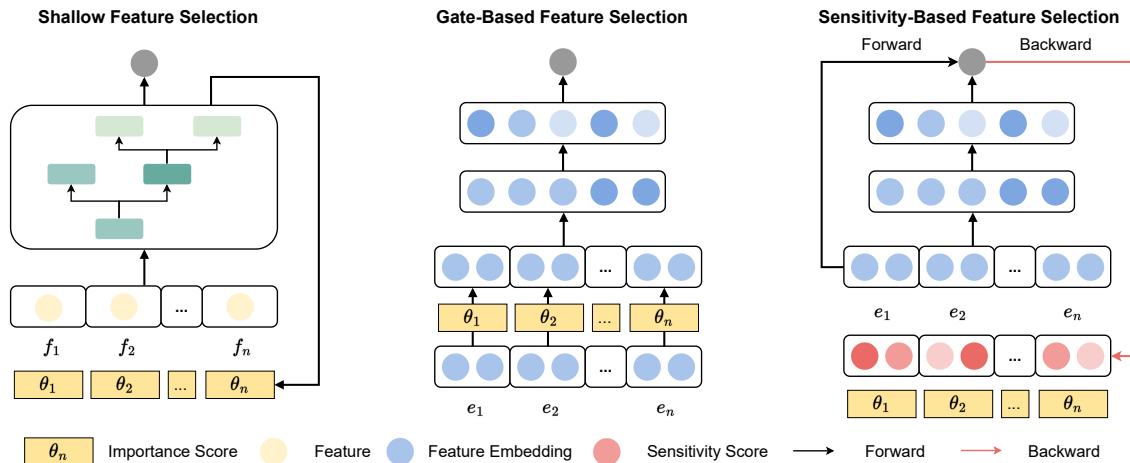 Shallow Feature Selection
f1 f2 ... fn
θ1 θ2 ... θn
Gate-Based Feature Selection
...
θ1 θ2 ... θn
...
e1 e2 en
Sensitivity-Based Feature Selection
Forward Backward
...
e1 e2 en
...
θ1 θ2 ... θn
θn Importance Score Feature Feature Embedding Sensitivity Score Forward Backward